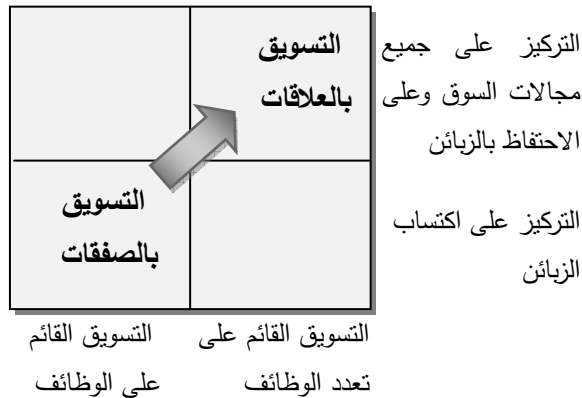 التسويق
بالعلاقات
التركيز على جميع
مجالات السوق وعلى
الاحتفاظ بالزبائن
التسويق
بالصفقات
التركيز على اكتساب
الزبائن
التسويق القائم على
تعدد الوظائف
التسويق القائم
على الوظائف